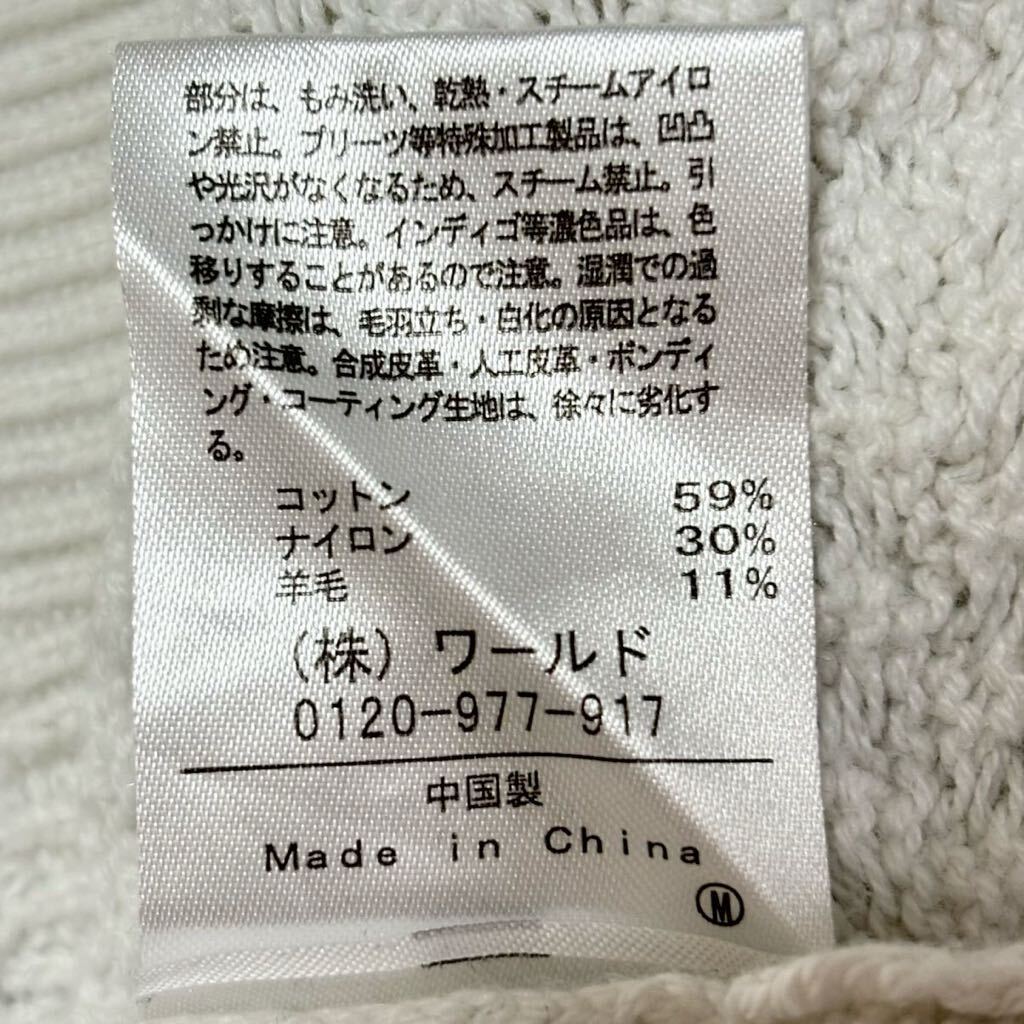 部分は、もみ洗い、乾熱・スチームアイロ
ン禁止。プリーツ等特殊加工製品は、凹凸
や光沢がなくなるため、スチーム禁止。引
っかけに注意。インディゴ等濃色品は、色
移りすることがあるので注意。湿潤での過
剰な摩擦は、毛羽立ち・白化の原因となる
ため注意。合成皮革・人工皮革・ボンディ
ング・コーティング生地は、徐々に劣化す
る。
コットン 59%
ナイロン 30%
羊毛 11%
(株) ワールド
0120-977-917
中国製
Made in China
Ⓜ